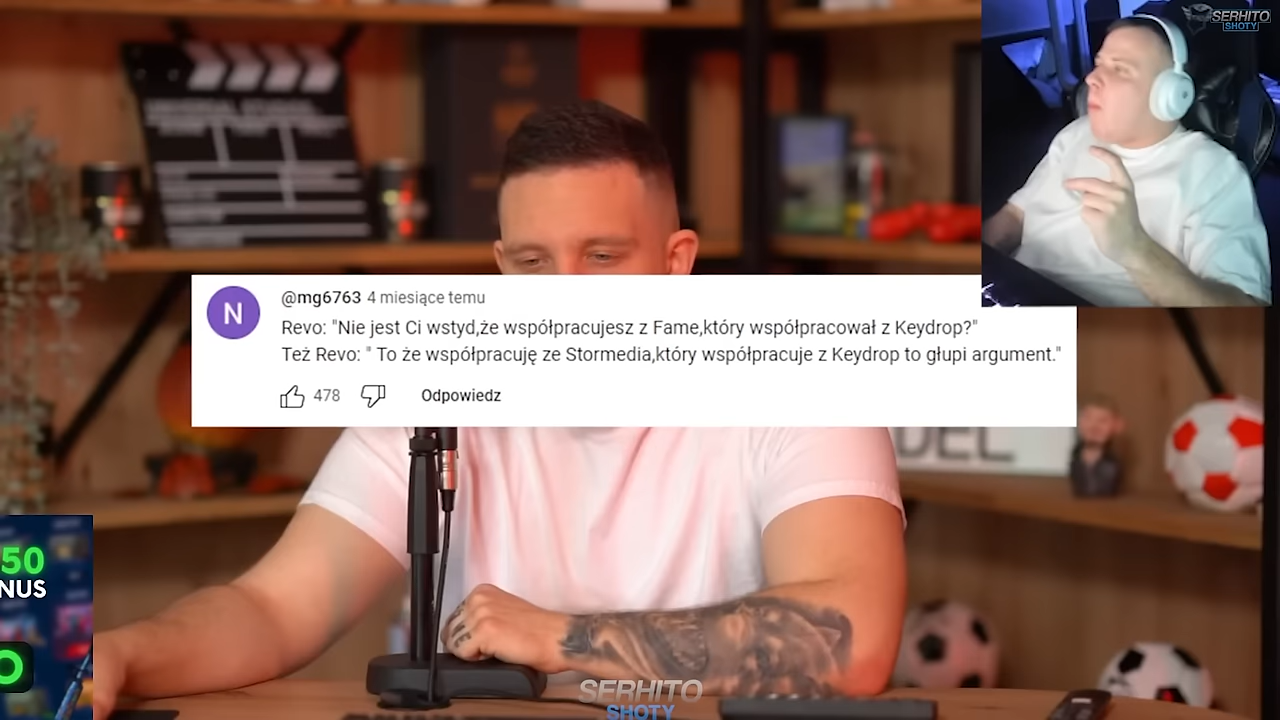 SERHITO
SHOTY
@mg6763 4 miesiące temu
Revo: "Nie jest Ci wstyd,że współpracujesz z Fame,który współpracował z Keydrop?"
Też Revo: " To że współpracuję ze Stormedia,który współpracuje z Keydrop to głupi argument."
478
Odpowiedz
N
DEL
50
NUS
O
SERHITO
SHOTY